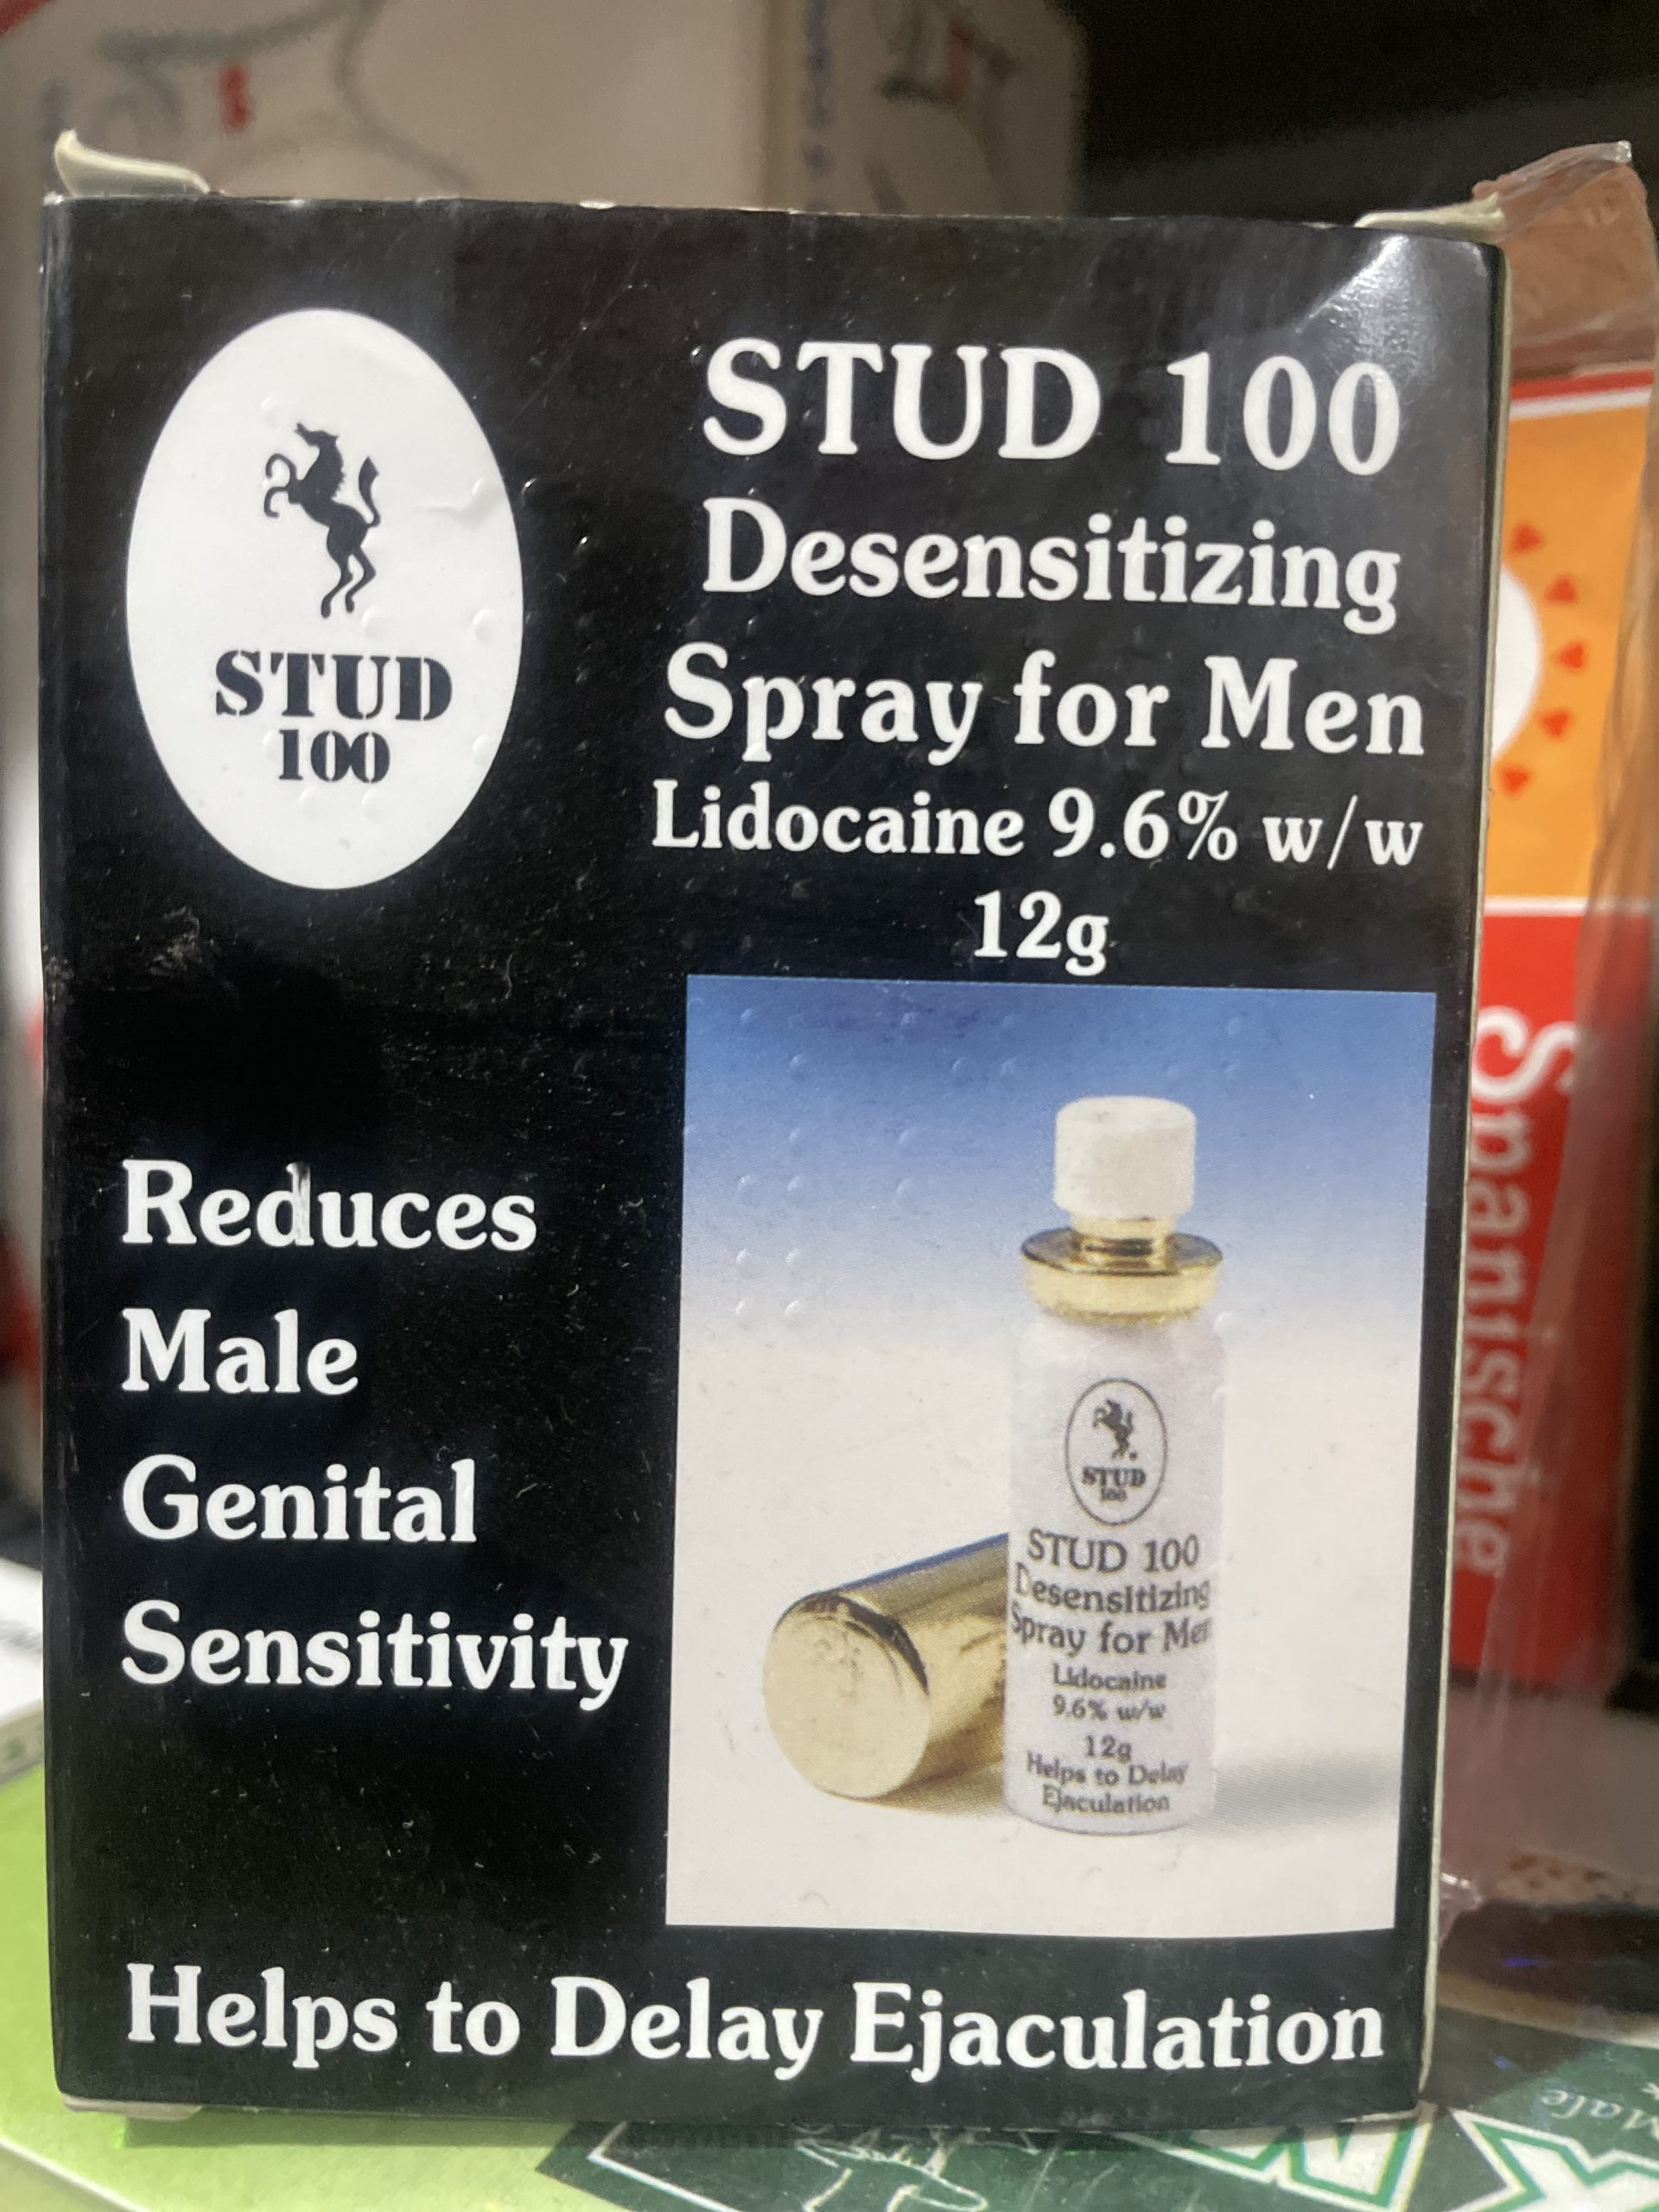 STUD
100
STUD 100
Desensitizing
Spray for Men
Lidocaine 9.6% w/w
12g
Reduces
Male
Genital
Sensitivity
STUD
100
STUD 100
Desensitizing
Spray for Men
Lidocaine
9.6% w/w
12g
Helps to Delay
Ejaculation
Helps to Delay Ejaculation
Spanische
Male